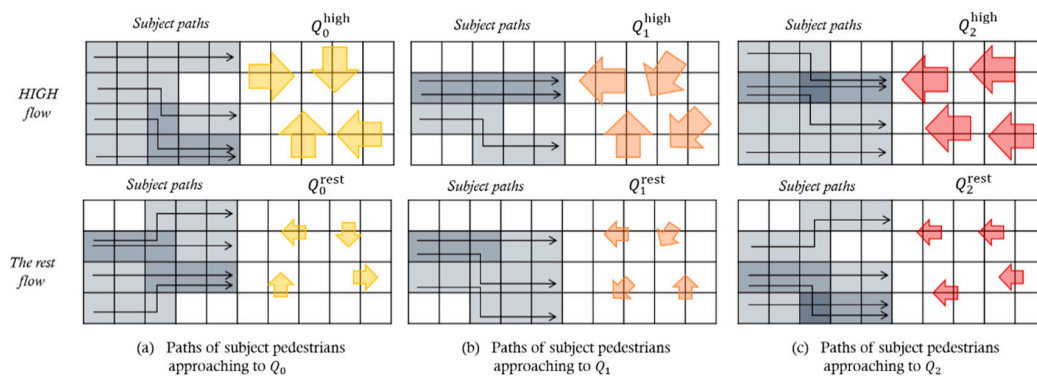 Subject paths Q_0^high Subject paths Q_1^high Subject paths Q_2^high
HIGH
flow
Subject paths Q_0^rest Subject paths Q_1^rest Subject paths Q_2^rest
The rest
flow
(a) Paths of subject pedestrians
approaching to Q_0
(b) Paths of subject pedestrians
approaching to Q_1
(c) Paths of subject pedestrians
approaching to Q_2